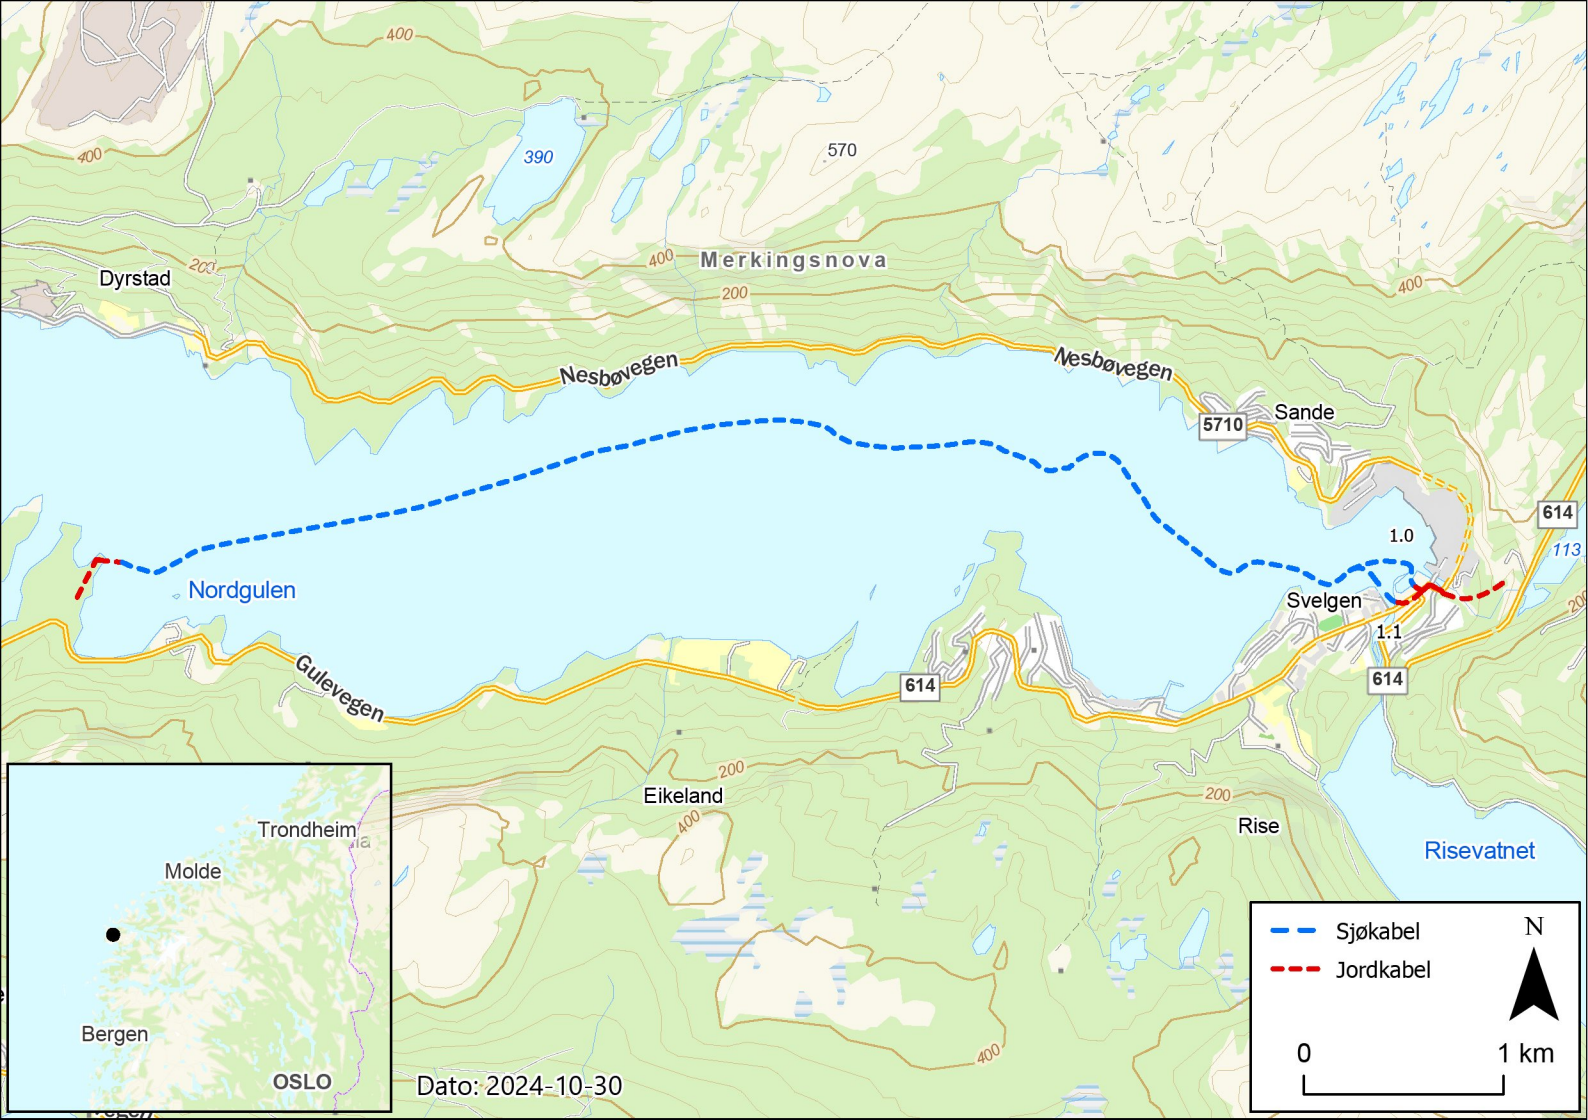 400
400
390
570
Merkingsnova
400
200
400
200
Dyrstad
Nesbøvegen
Nesbøvegen
Sande
5710
614
113
1.0
Nordgulen
Svelgen
1.1
200
614
614
Gulevegen
200
Eikeland
400
200
Rise
Risevatnet
400
Trondheim
Molde
Bergen
OSLO
Dato: 2024-10-30
Sjøkabel
Jordkabel
N
0 1 km